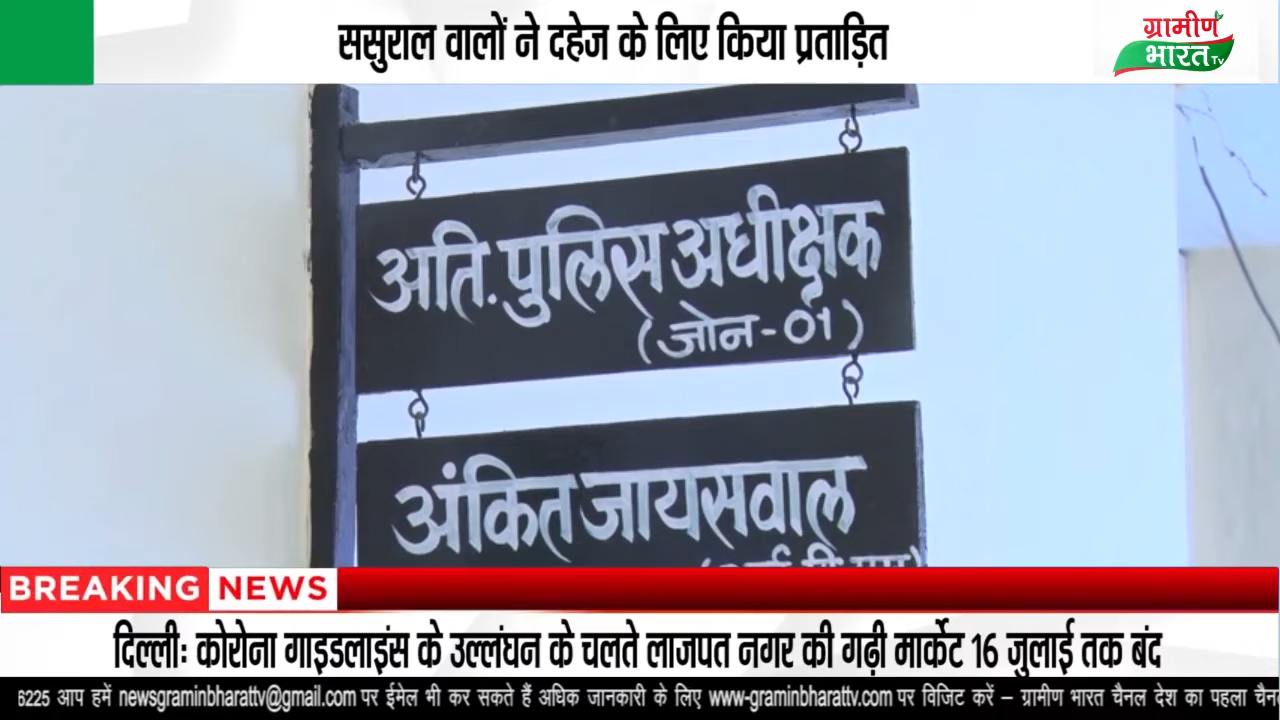 ससुराल वालों ने दहेज के लिए किया प्रताड़ित
ग्रामीण
भारत Tv
अति. पुलिस अधीक्षक
(जोन-01)
अंकित जायसवाल
BREAKING NEWS
दिल्लीः कोरोना गाइडलाइंस के उल्लंघन के चलते लाजपत नगर की गढ़ी मार्केट 16 जुलाई तक बंद
6225 आप हमें newsgraminbharattv@gmail.com पर ईमेल भी कर सकते हैं अधिक जानकारी के लिए www-graminbharattv.com पर विजिट करें – ग्रामीण भारत चैनल देश का पहला